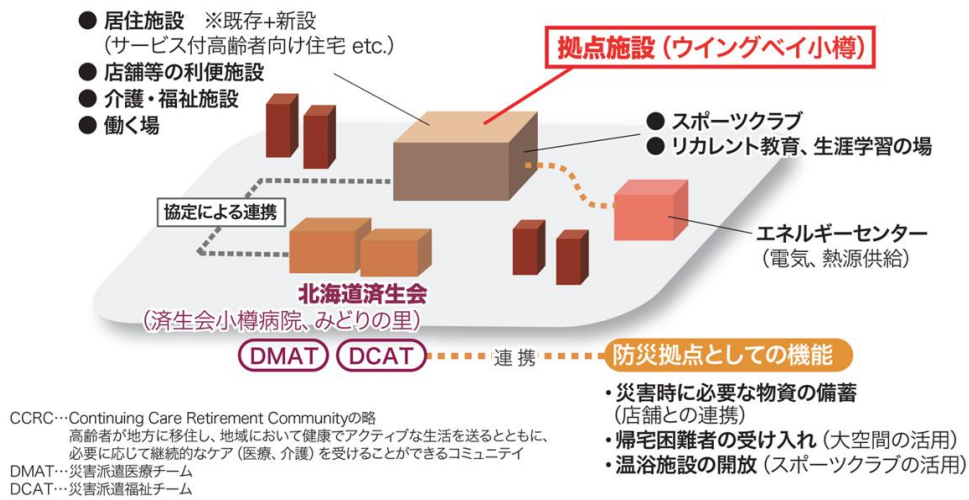 ● 居住施設　※既存+新設
（サービス付高齢者向け住宅 etc.）
● 店舗等の利便施設
● 介護・福祉施設
● 働く場
拠点施設（ウイングベイ小樽）
● スポーツクラブ
● リカレント教育、生涯学習の場
協定による連携
エネルギーセンター
（電気、熱源供給）
北海道済生会
（済生会小樽病院、みどりの里）
DMAT DCAT 連携 防災拠点としての機能
・災害時に必要な物資の備蓄
（店舗との連携）
・帰宅困難者の受け入れ（大空間の活用）
・温浴施設の開放（スポーツクラブの活用）
CCRC…Continuing Care Retirement Communityの略
高齢者が地方に移住し、地域において健康でアクティブな生活を送るとともに、
必要に応じて継続的なケア（医療、介護）を受けることができるコミュニテイ
DMAT…災害派遣医療チーム
DCAT…災害派遣福祉チーム